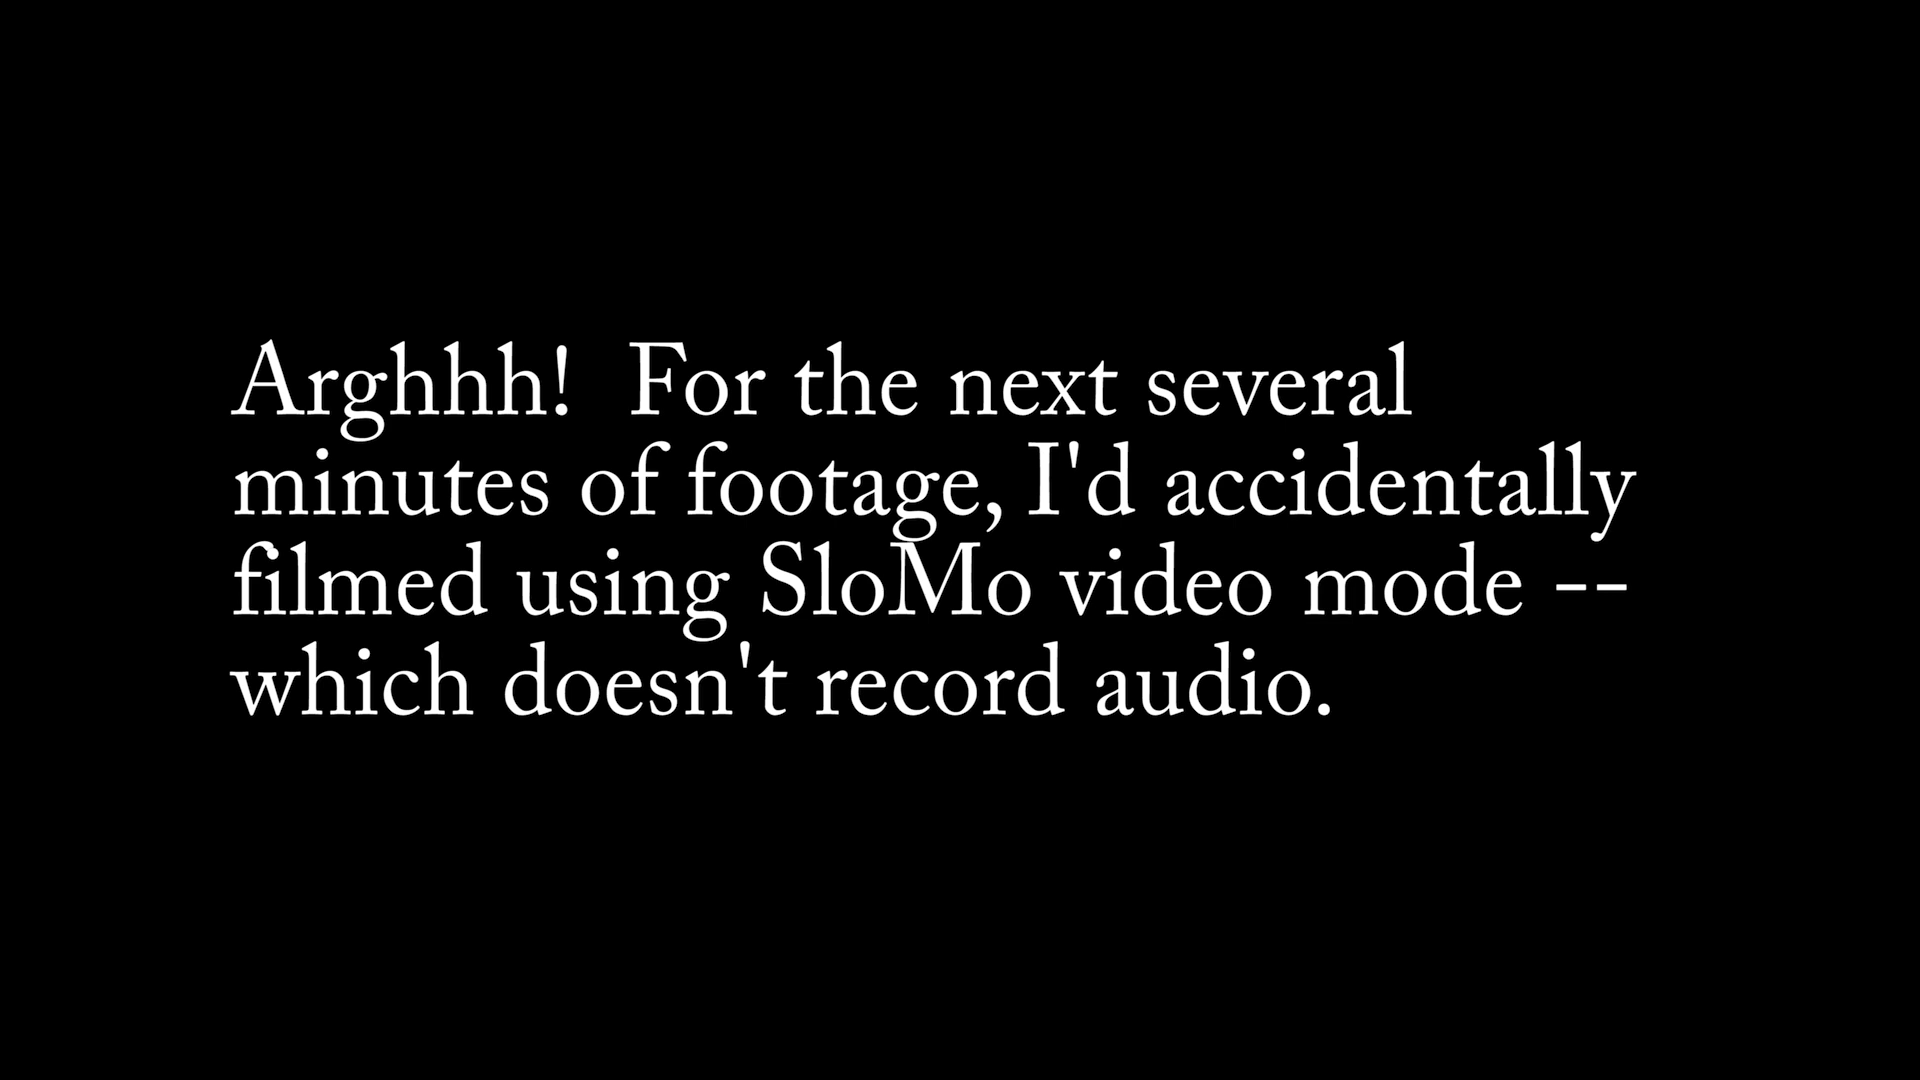 Arghhh!  For the next several
minutes of footage, I'd accidentally
filmed using SloMo video mode --
which doesn't record audio.